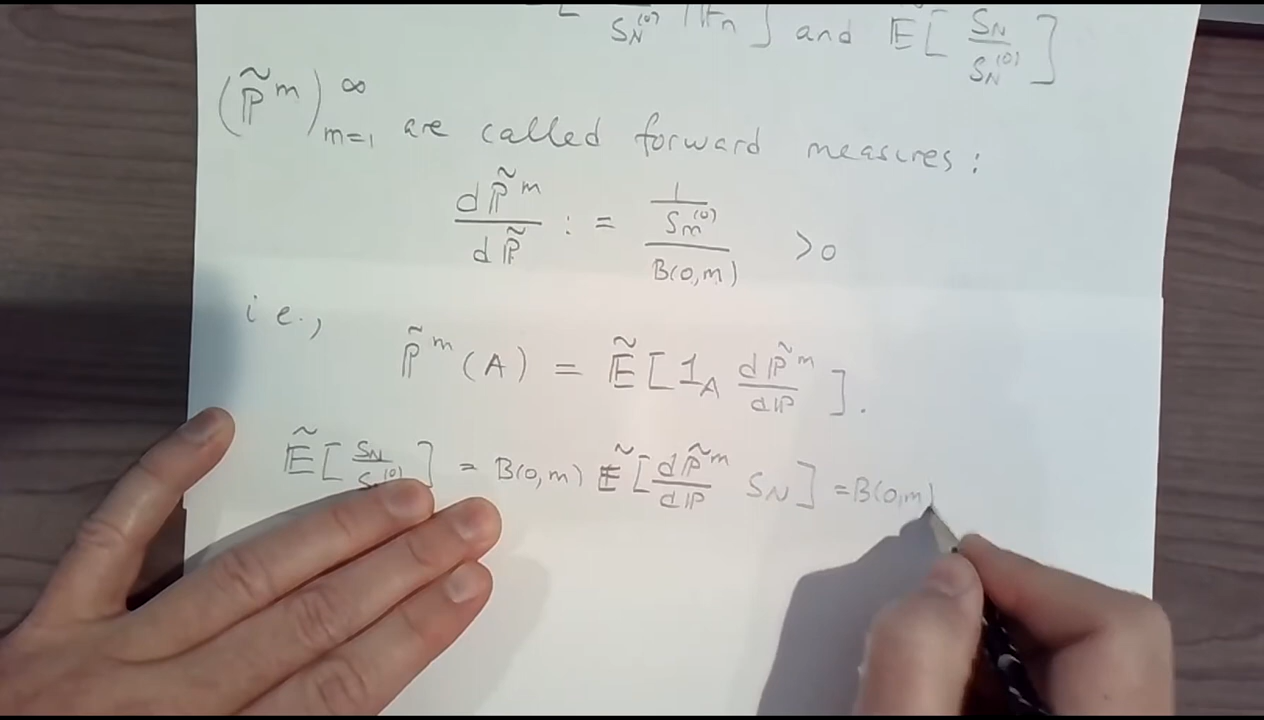 [ / S_N^(0) | F_n ] and Ẽ[ S_N / S_N^(0) ]
(P̃^m)_{m=1}^∞ are called forward measures:
dP̃^m / dP̃ := (1 / S_m^(0)) / B(0,m) >0
i.e.,
P̃^m (A) = Ẽ [ 1_A dP̃^m / dP ].
Ẽ[ S_N / S^(0) ] = B(0,m) Ẽ [ dP̃^m / dP S_N ] = B(0,m)